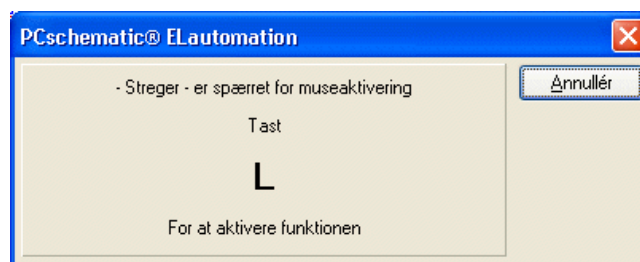 PCschematic® ELautomation
- Streger - er spærret for museaktivering
Annullér
Tast
L
For at aktivere funktionen